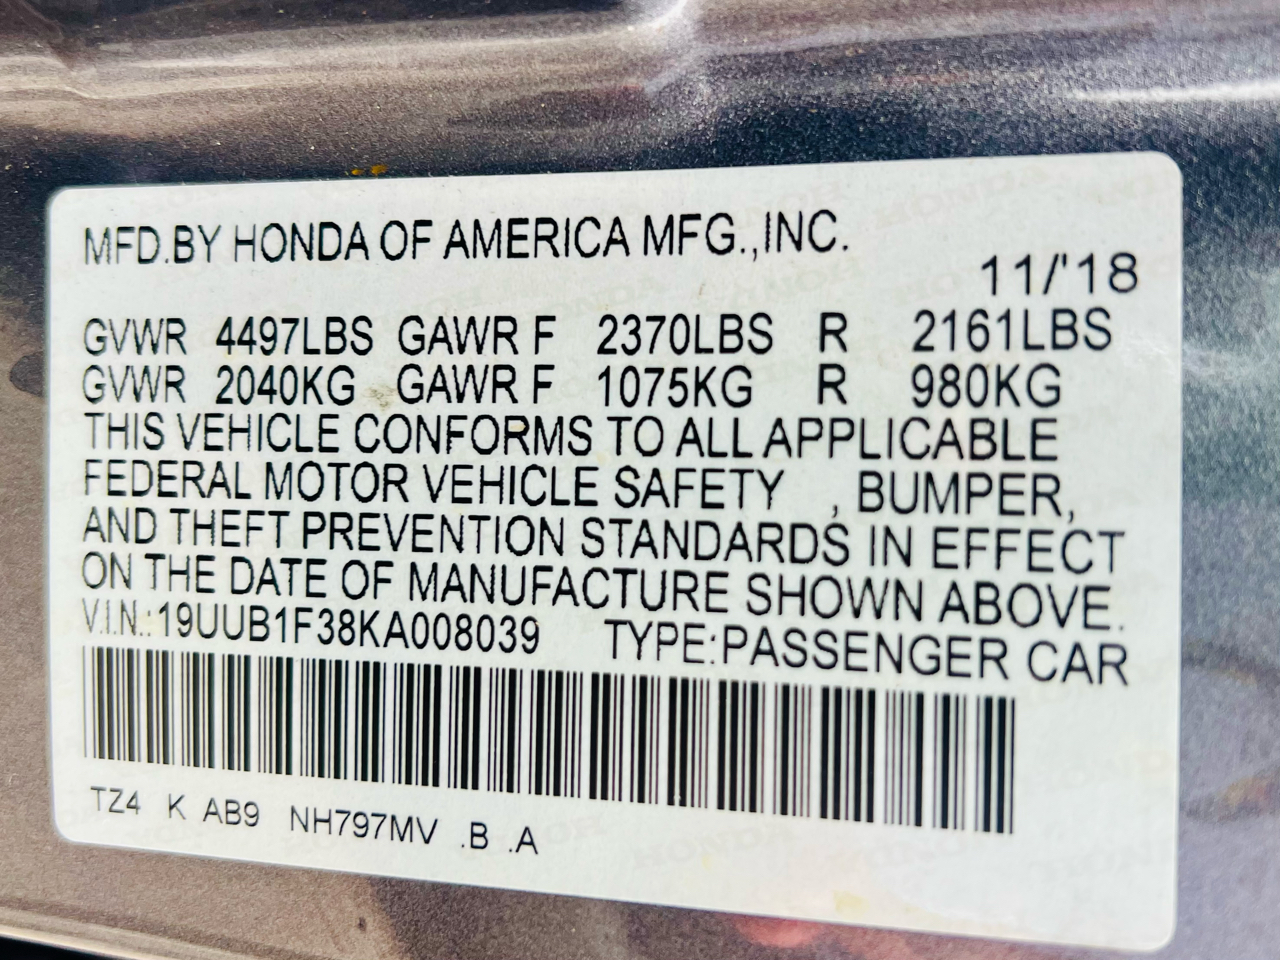 MFD.BY HONDA OF AMERICA MFG.,INC.
11/'18
GVWR 4497LBS GAWR F 2370LBS R 2161LBS
GVWR 2040KG GAWR F 1075KG R 980KG
THIS VEHICLE CONFORMS TO ALL APPLICABLE
FEDERAL MOTOR VEHICLE SAFETY , BUMPER,
AND THEFT PREVENTION STANDARDS IN EFFECT
ON THE DATE OF MANUFACTURE SHOWN ABOVE.
V.I.N.:19UUB1F38KA008039 TYPE:PASSENGER CAR
TZ4 K AB9 NH797MV .B .A